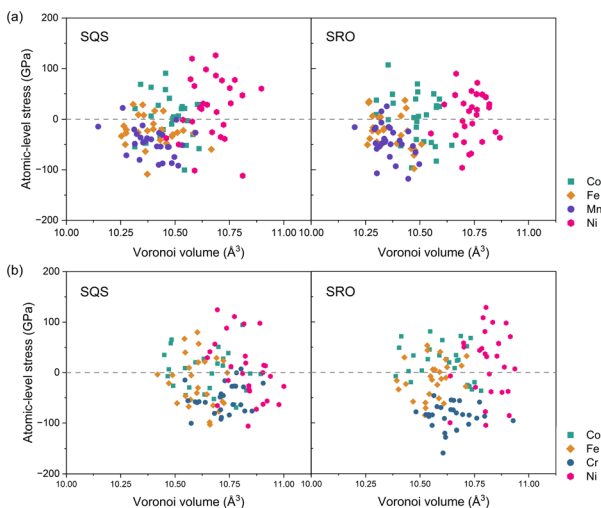 (a)
SQS
SRO
Atomic-level stress (GPa)
200
100
0
−100
−200
10.00 10.25 10.50 10.75 11.00
10.00 10.25 10.50 10.75 11.00
Voronoi volume (Å³)
Voronoi volume (Å³)
Co
Fe
Mn
Ni
(b)
SQS
SRO
Atomic-level stress (GPa)
200
100
0
−100
−200
10.00 10.25 10.50 10.75 11.00
10.00 10.25 10.50 10.75 11.00
Voronoi volume (Å³)
Voronoi volume (Å³)
Co
Fe
Cr
Ni